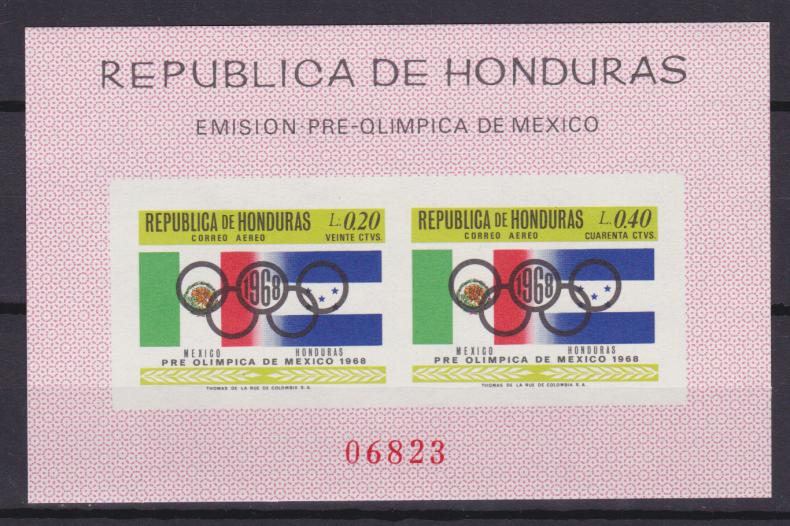 REPUBLICA DE HONDURAS
EMISION-PRE-OLIMPICA DE MEXICO
REPUBLICA DE HONDURAS L. 0.20
CORREO AEREO VEINTE CTVS.
1968
MEXICO HONDURAS
PRE OLIMPICA DE MEXICO 1968
THOMAS DE LA RUE DE COLOMBIA S.A.
REPUBLICA DE HONDURAS L. 0.40
CORREO AEREO CUARENTA CTVS.
1968
MEXICO HONDURAS
PRE OLIMPICA DE MEXICO 1968
THOMAS DE LA RUE DE COLOMBIA S.A.
06823